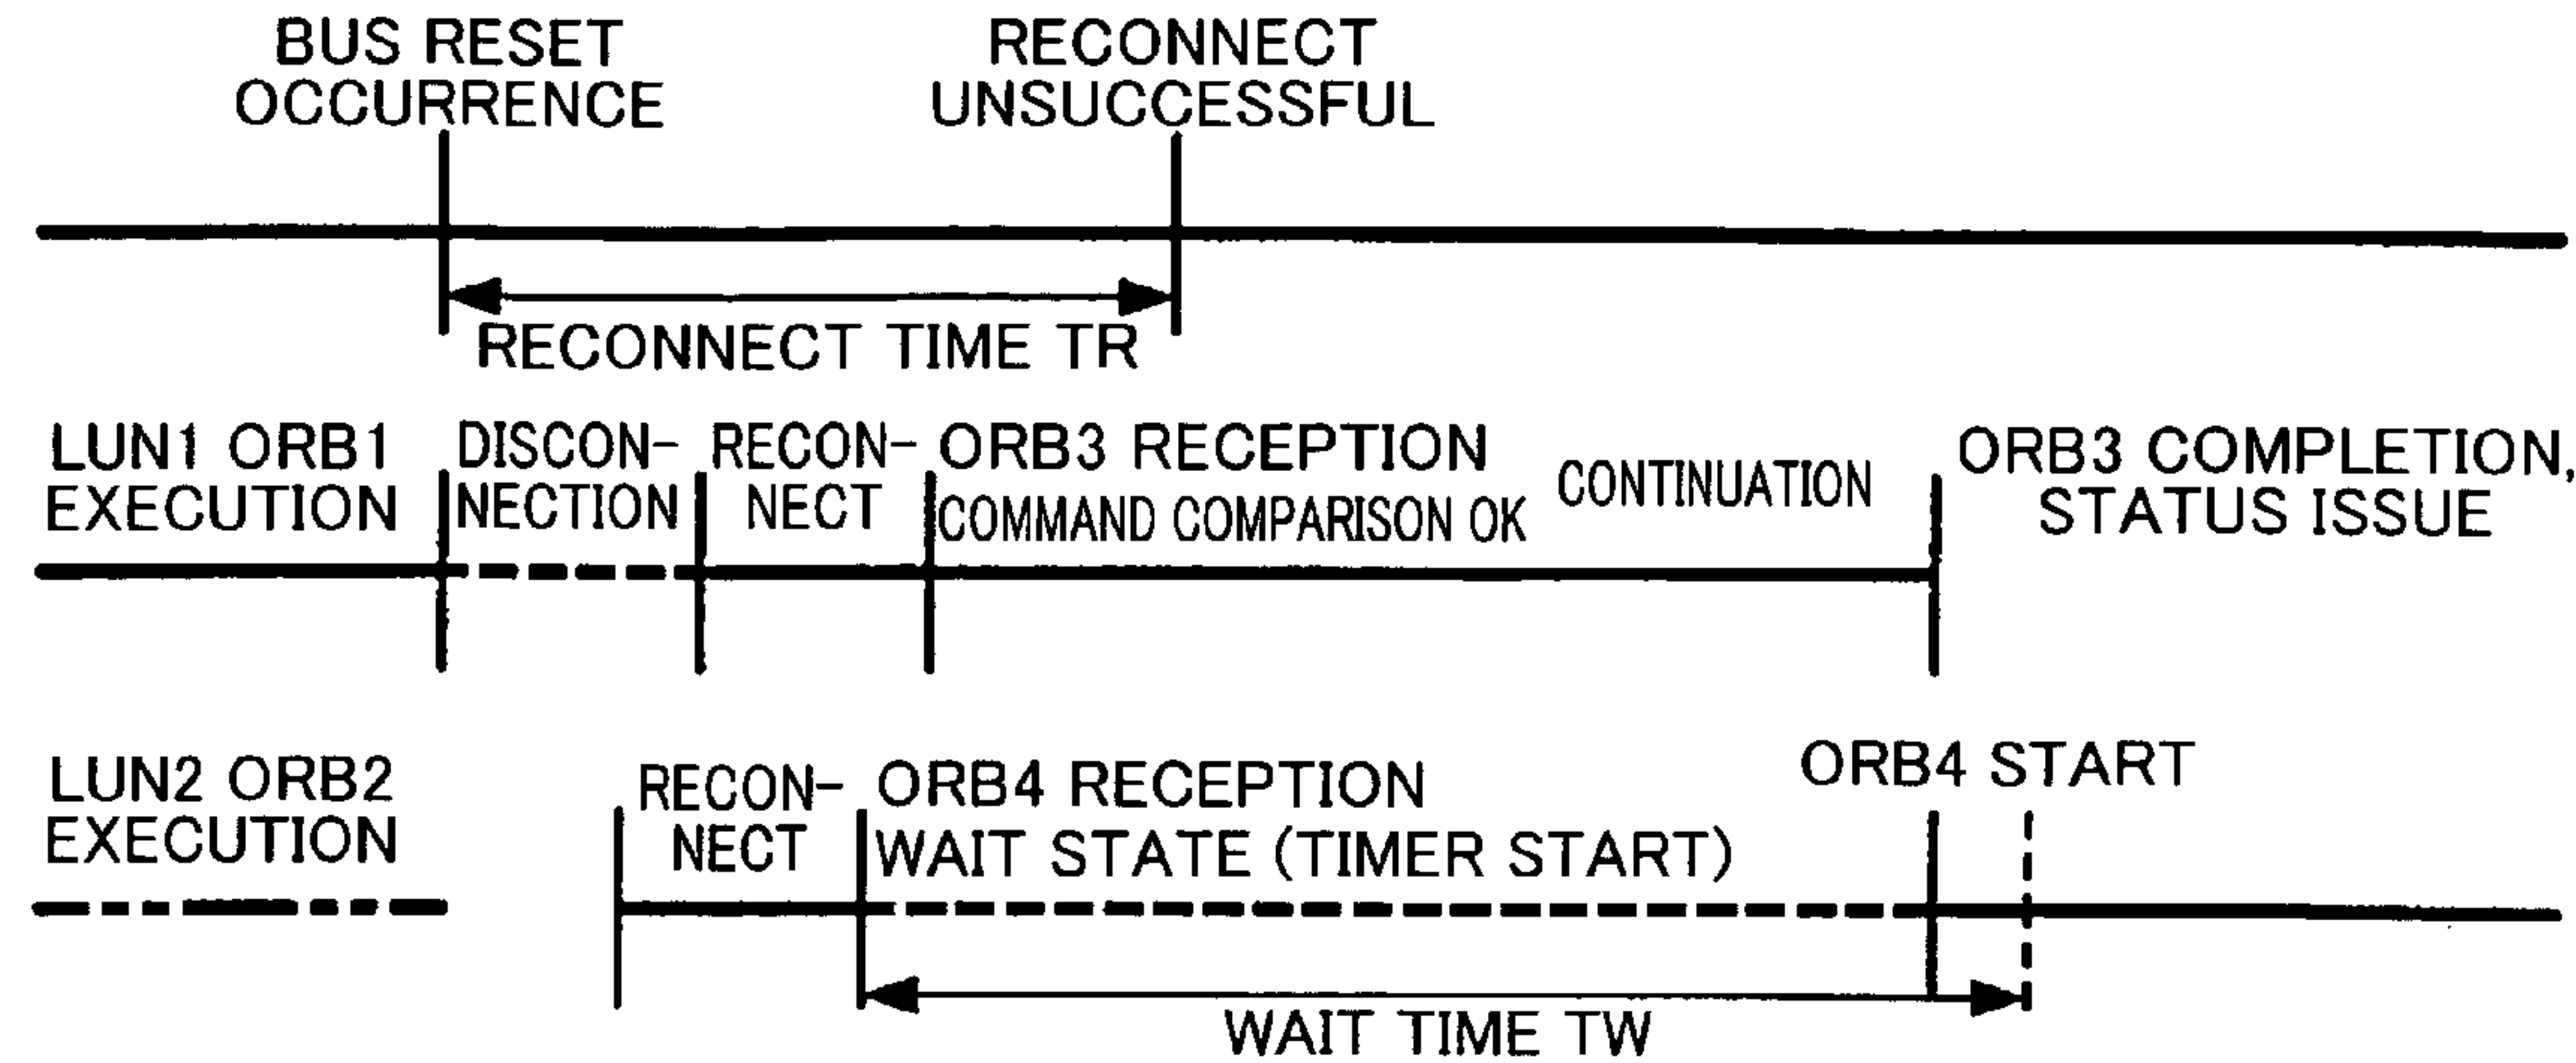 BUS RESET
OCCURRENCE
RECONNECT
UNSUCCESSFUL
RECONNECT TIME TR
LUN1 ORB1
EXECUTION
DISCON-
NECTION
RECON-
NECT
ORB3 RECEPTION
COMMAND COMPARISON OK
CONTINUATION
ORB3 COMPLETION,
STATUS ISSUE
LUN2 ORB2
EXECUTION
RECON-
NECT
ORB4 RECEPTION
WAIT STATE (TIMER START)
ORB4 START
WAIT TIME TW